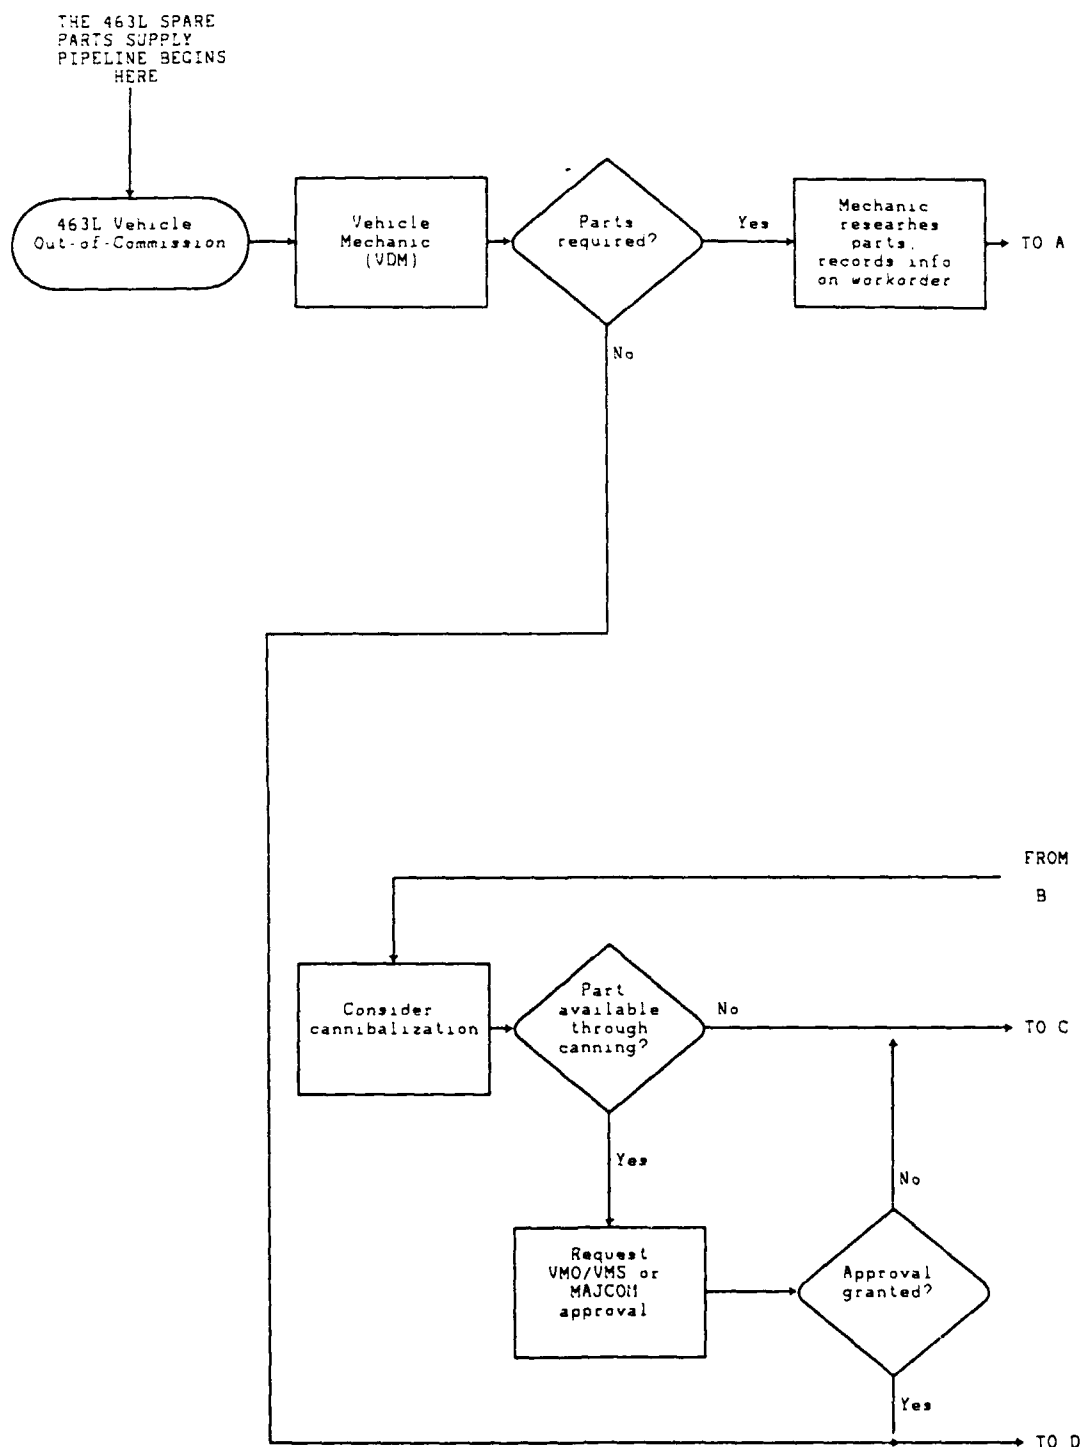 THE 463L SPARE
PARTS SUPPLY
PIPELINE BEGINS
HERE
463L Vehicle
Out-of-Commission
Vehicle
Mechanic
(VDM)
Parts
required?
Yes
Mechanic
researhes
parts,
records info
on workorder
TO A
No
FROM
B
Consider
cannibalization
Part
available
through
canning?
No
TO C
Yes
No
Request
VMO/VMS or
MAJCOM
approval
Approval
granted?
Yes
TO D